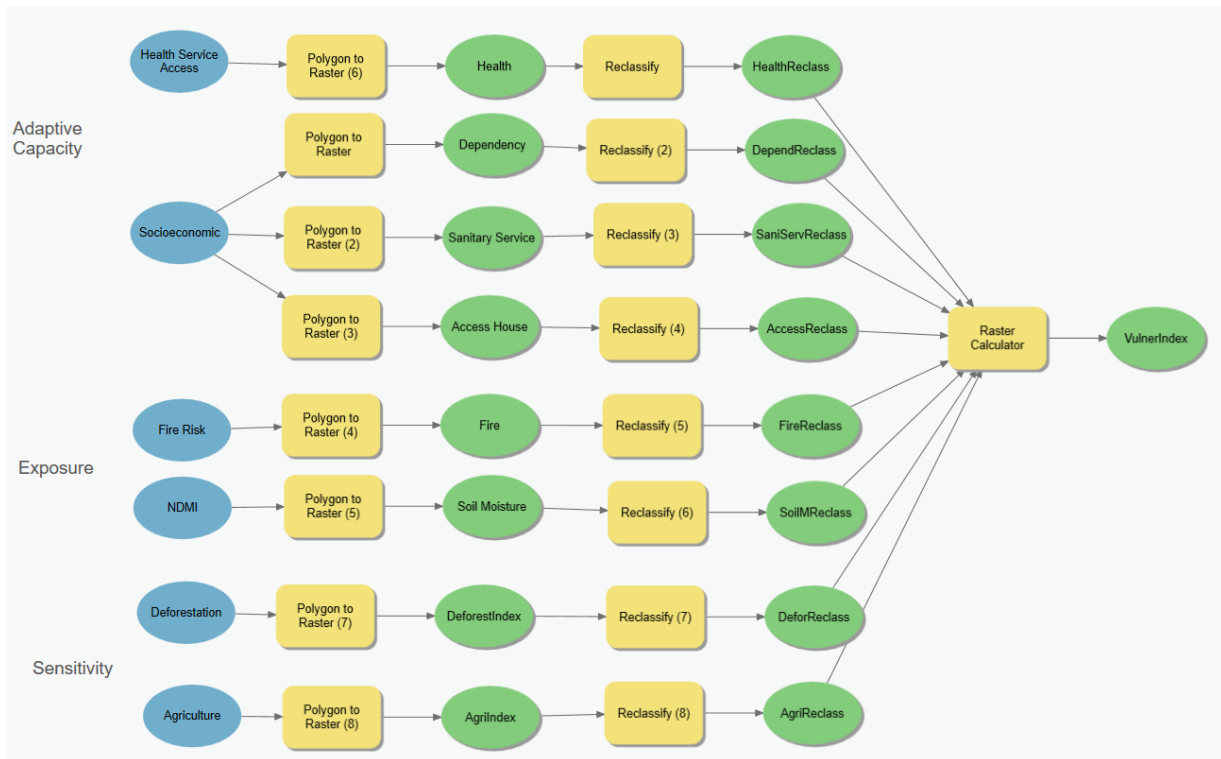 Health Service
Access
Polygon to
Raster (6)
Health
Reclassify
HealthReclass
Adaptive
Capacity
Polygon to
Raster
Dependency
Reclassify (2)
DependReclass
Socioeconomic
Polygon to
Raster (2)
Sanitary Service
Reclassify (3)
SaniServReclass
Polygon to
Raster (3)
Access House
Reclassify (4)
AccessReclass
Raster
Calculator
VulnerIndex
Fire Risk
Polygon to
Raster (4)
Fire
Reclassify (5)
FireReclass
Exposure
NDMI
Polygon to
Raster (5)
Soil Moisture
Reclassify (6)
SoilMReclass
Deforestation
Polygon to
Raster (7)
DeforestIndex
Reclassify (7)
DeforReclass
Sensitivity
Agriculture
Polygon to
Raster (8)
AgriIndex
Reclassify (8)
AgriReclass